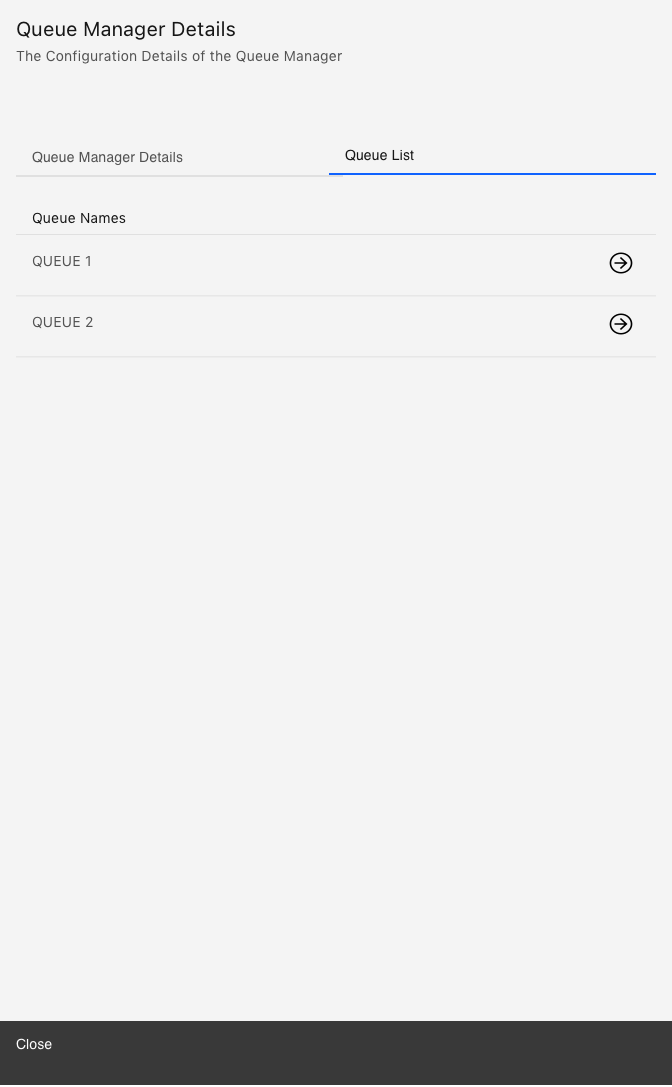 Queue Manager Details
The Configuration Details of the Queue Manager
Queue Manager Details
Queue List
Queue Names
QUEUE 1
QUEUE 2
Close